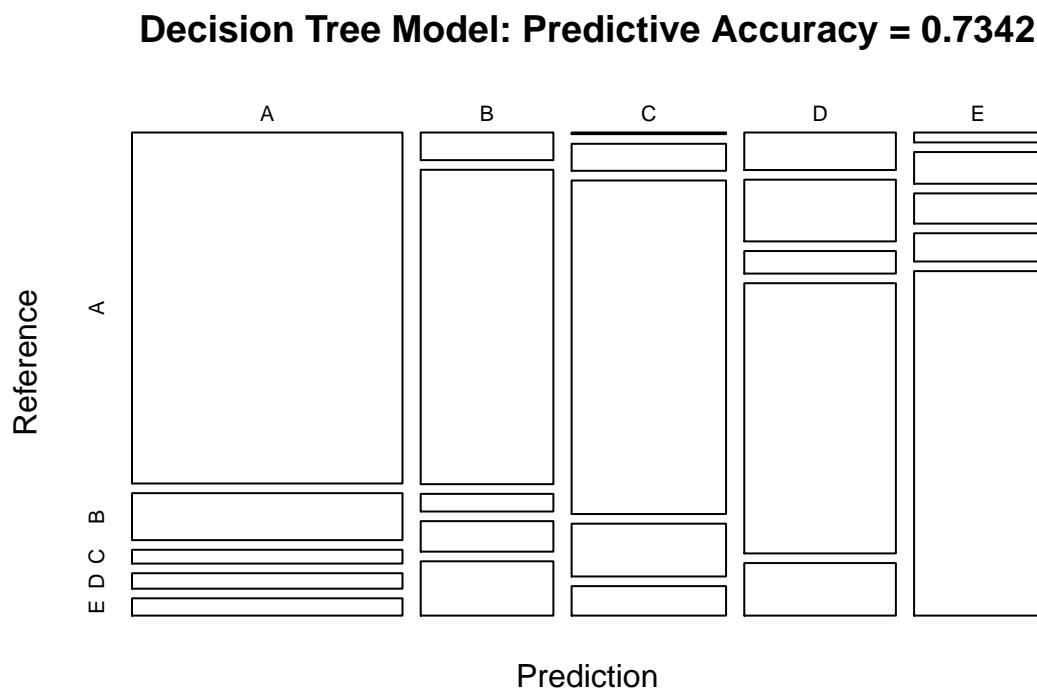 Decision Tree Model: Predictive Accuracy = 0.7342
A B C D E
Reference
A
B
C
D
E
Prediction